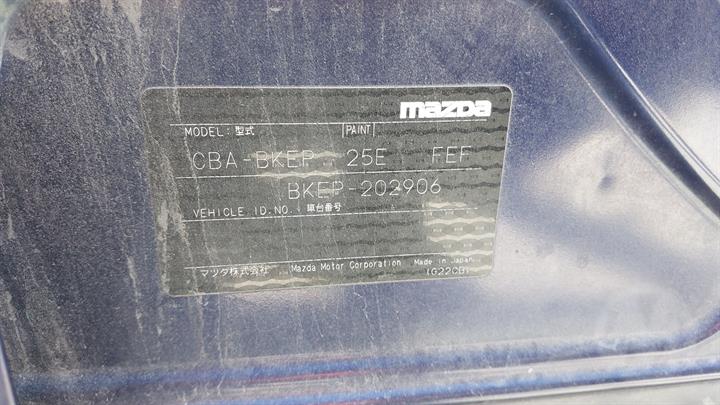 mazda
MODEL: 型式 PAINT
CBA-BKEP 25E FEF
BKEP-202906
VEHICLE ID.NO. 車台番号
マツダ株式会社 Mazda Motor Corporation Made in Japan